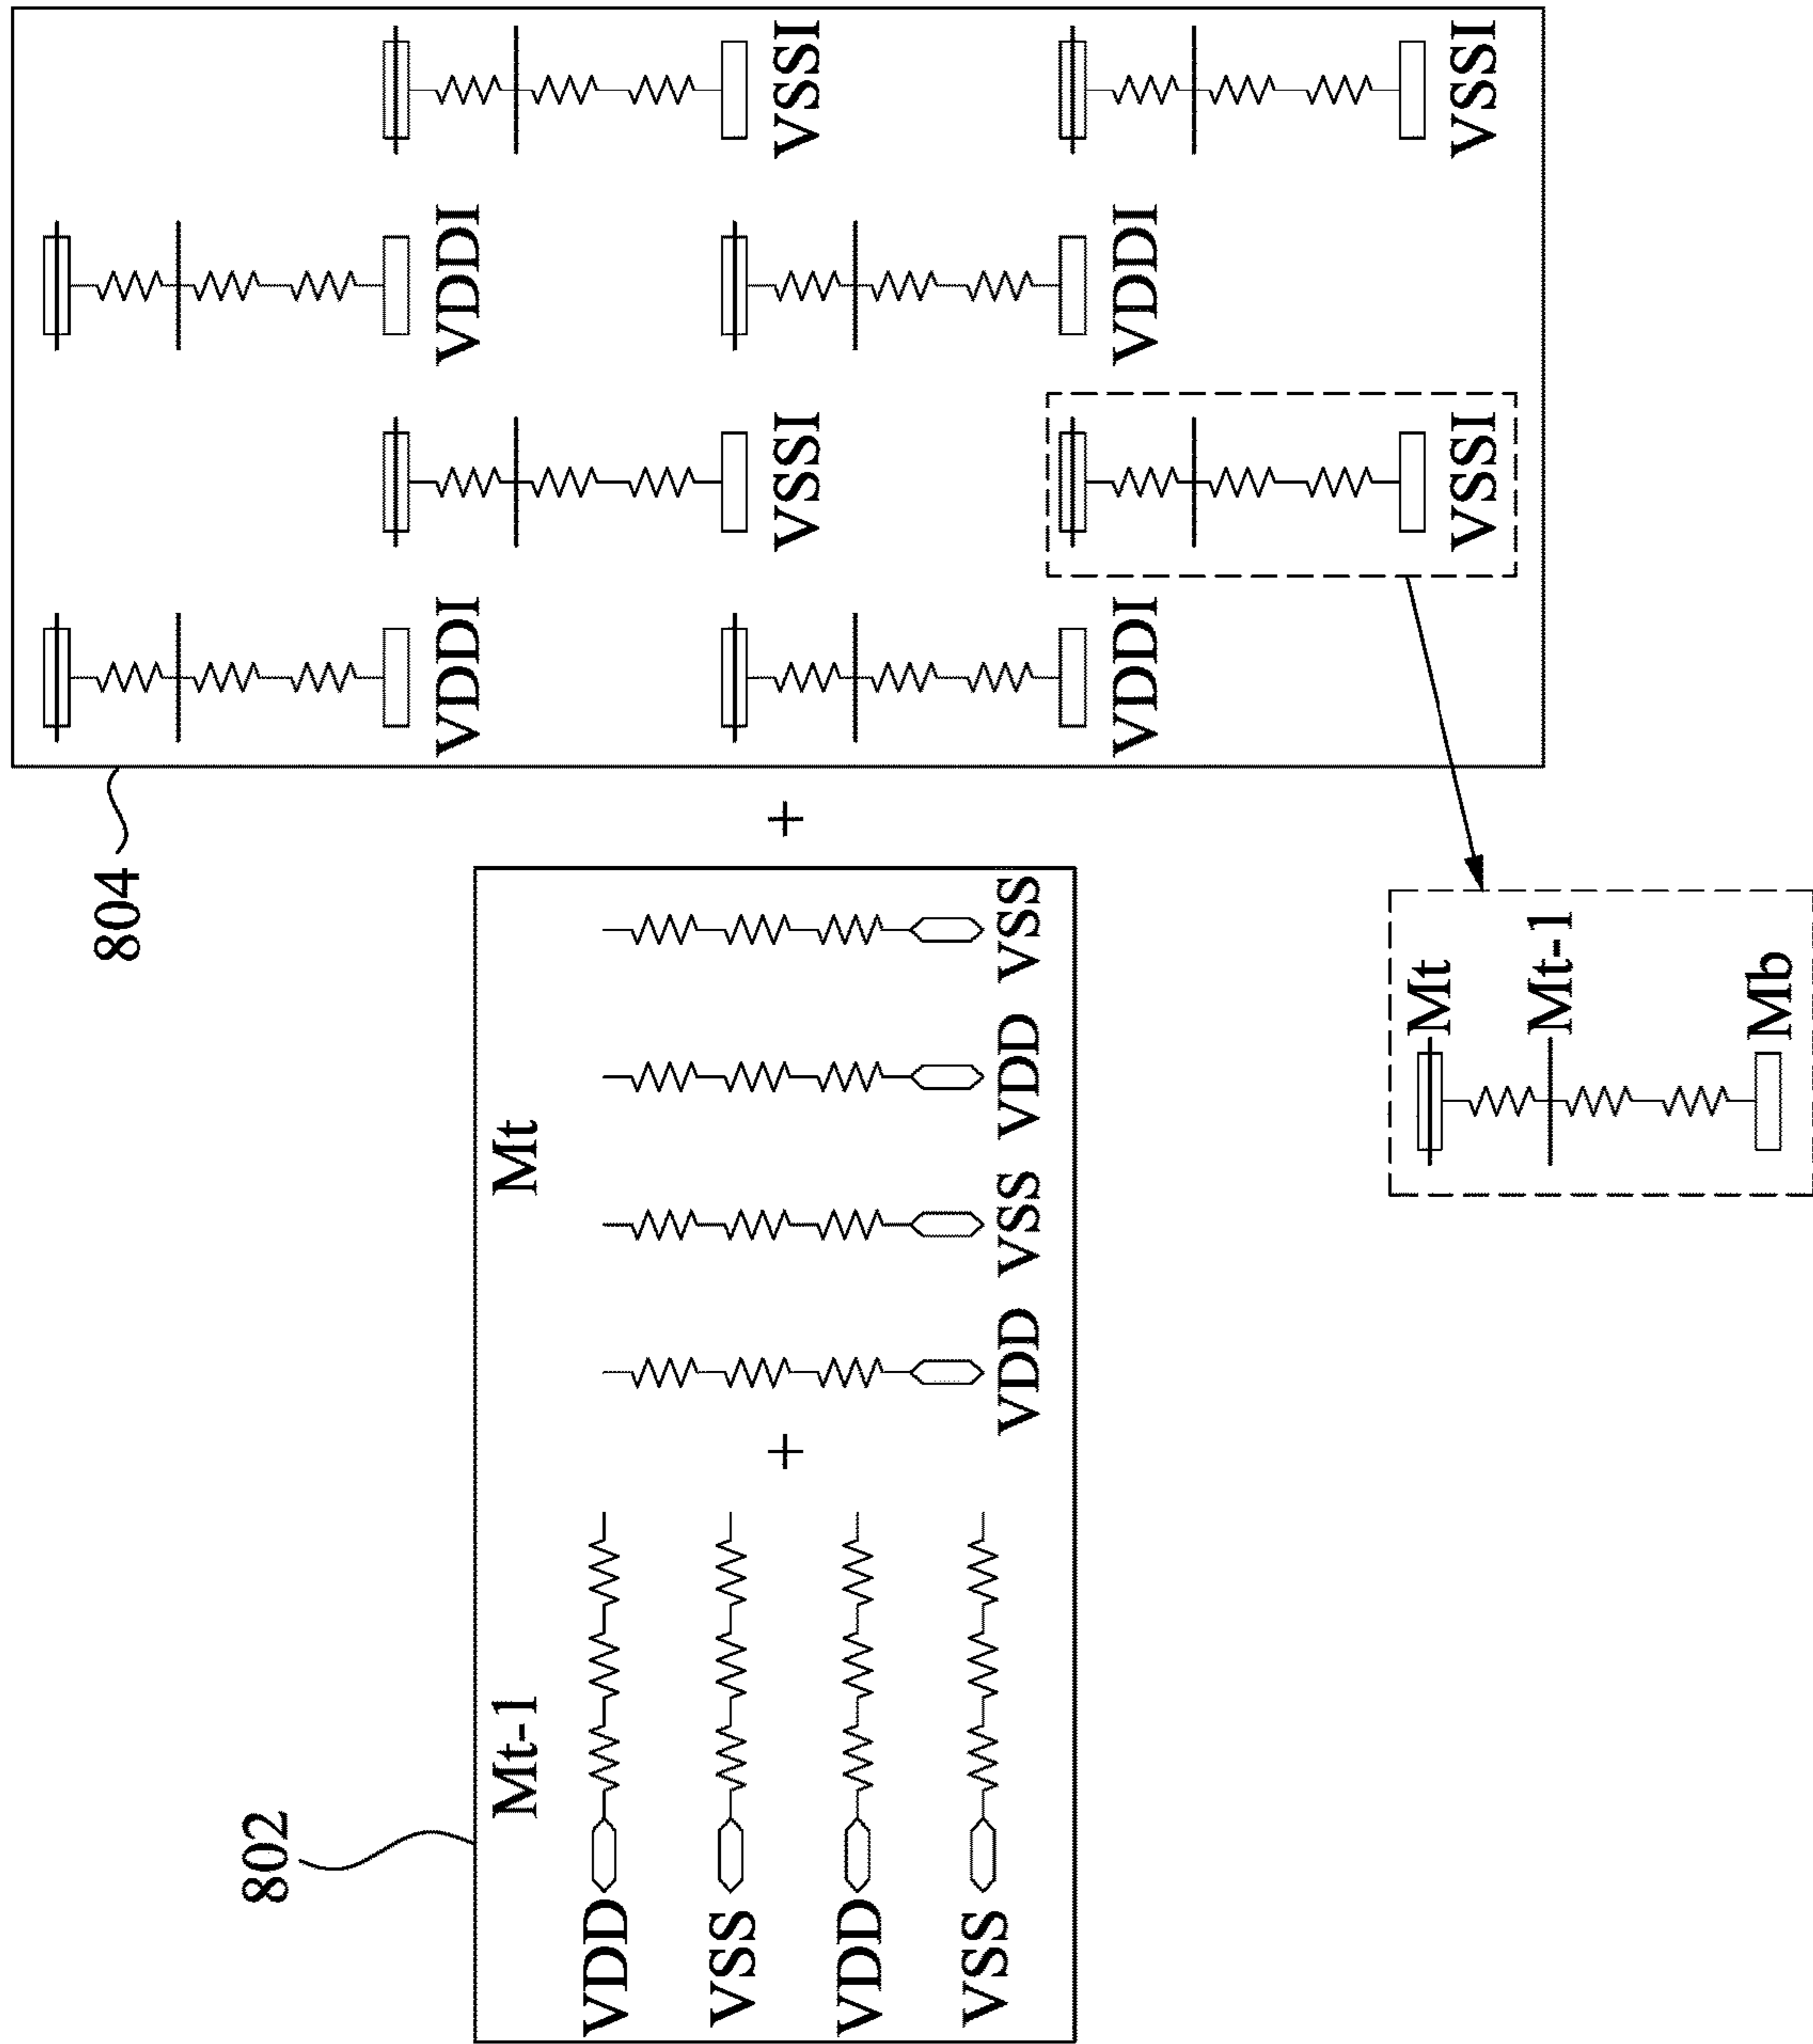 802
Mt-1
VDD
VSS
VDD
VSS
+
Mt
VDD VSS VDD VSS
+
804
VDDI VDDI
VSSI VSSI
VDDI VDDI
VSSI VSSI
Mt
Mt-1
Mb